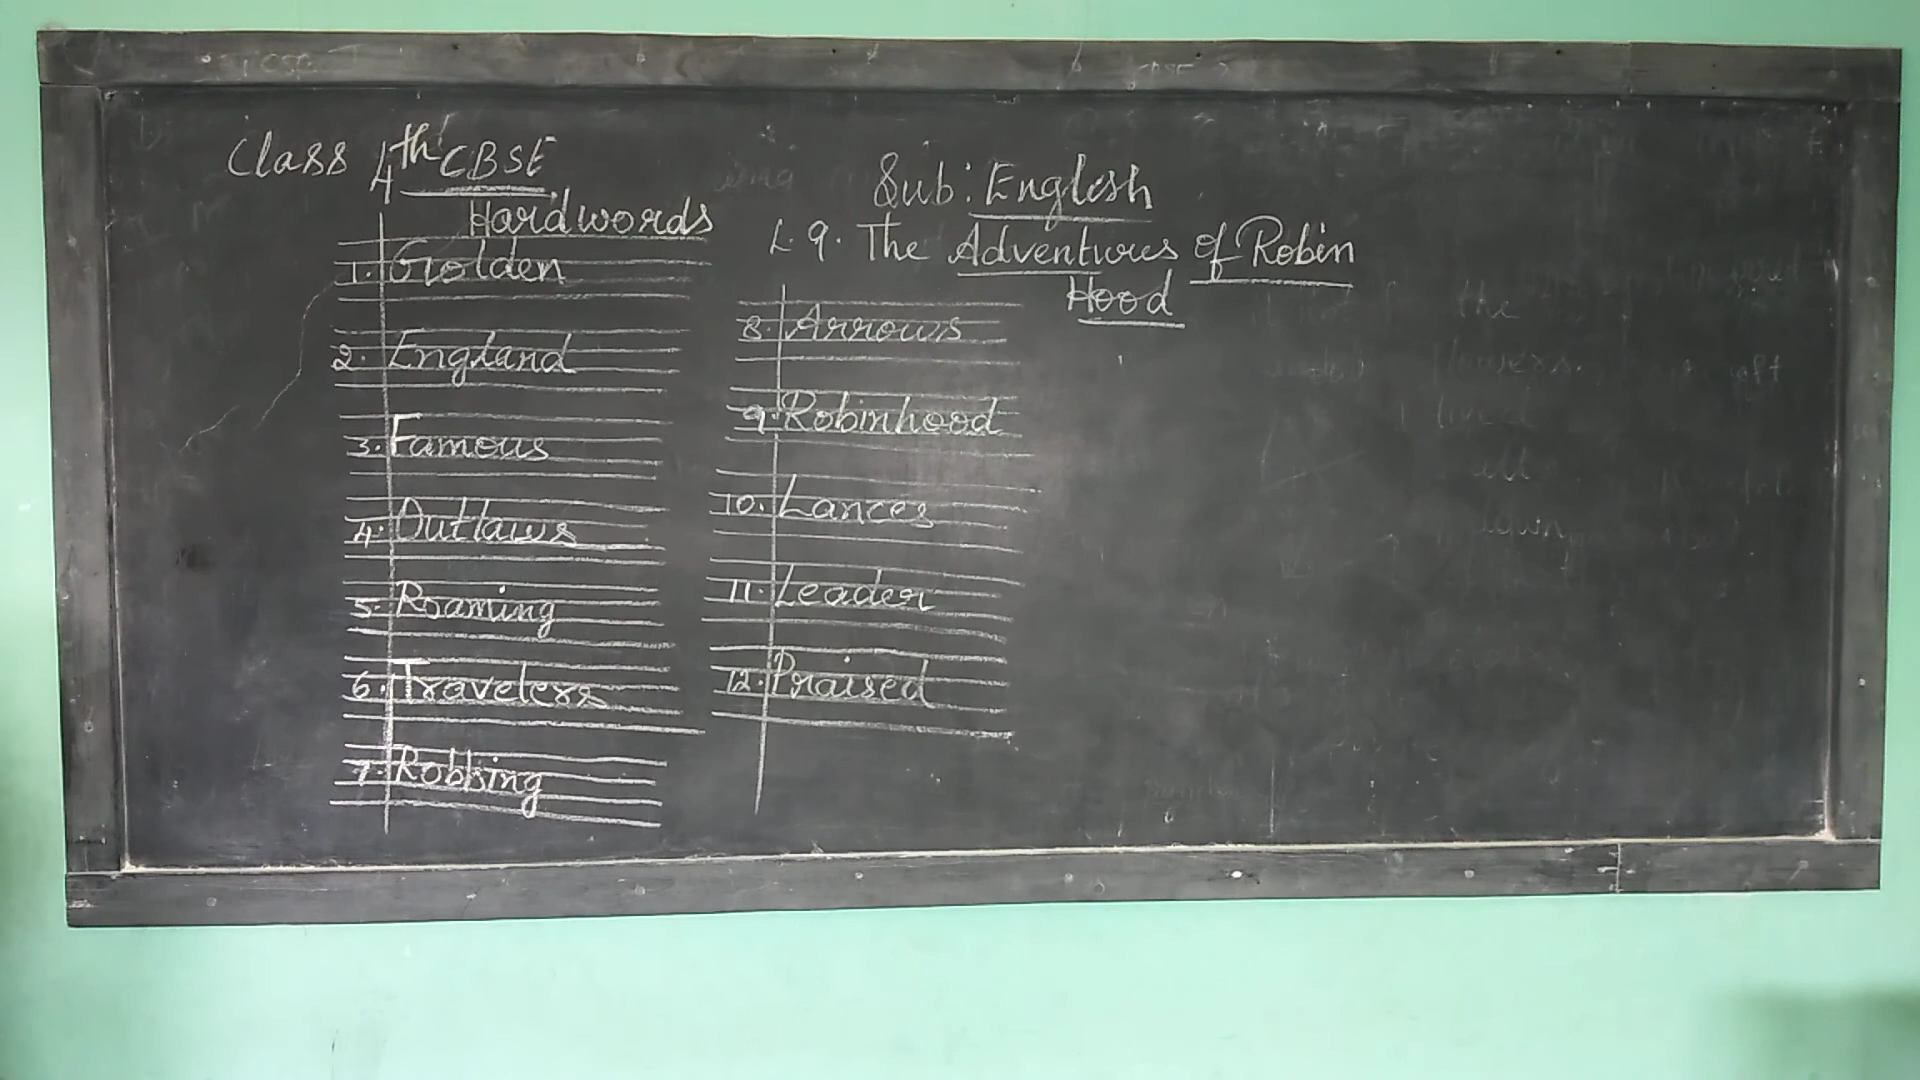 Class 4th CBSE
Sub: English
Hardwords
L. 9. The Adventures of Robin
Hood
1. Golden
2. England
3. Famous
4. Outlaws
5. Roaming
6. Travelers
7. Robbing
8. Arrows
9. Robinhood
10. Lances
11. Leader
12. Praised